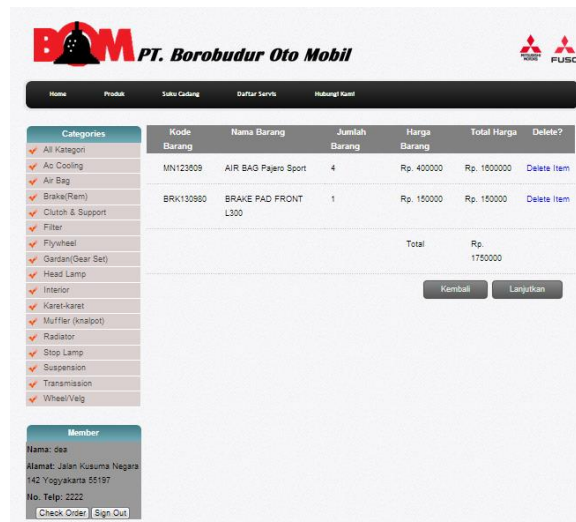 BOM PT. Borobudur Oto Mobil
MITSUBISHI MOTORS FUSO
Home Produk Suku Cadang Daftar Servis Hubungi Kami
Categories
All Kategori
Ac Cooling
Air Bag
Brake(Rem)
Clutch & Support
Filter
Flywheel
Gardan(Gear Set)
Head Lamp
Interior
Karet-karet
Muffler (knalpot)
Radiator
Stop Lamp
Suspension
Transmission
Wheel/Velg
Kode Barang Nama Barang Jumlah Barang Harga Barang Total Harga Delete?
MN123609 AIR BAG Pajero Sport 4 Rp. 400000 Rp. 1600000 Delete Item
BRK130980 BRAKE PAD FRONT L300 1 Rp. 150000 Rp. 150000 Delete Item
Total Rp. 1750000
Kembali Lanjutkan
Member
Nama: dea
Alamat: Jalan Kusuma Negara
142 Yogyakarta 55197
No. Telp: 2222
Check Order Sign Out